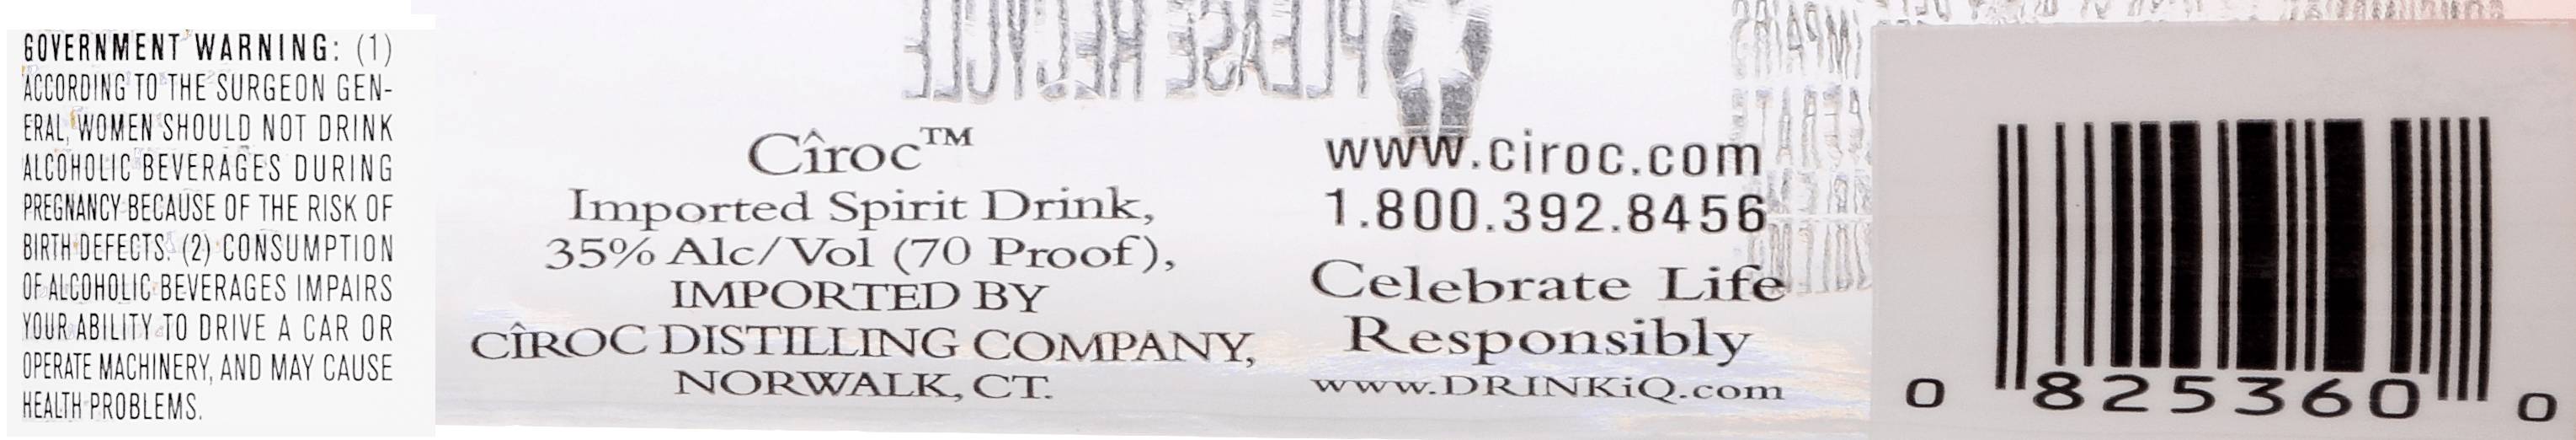 GOVERNMENT WARNING: (1)
ACCORDING TO THE SURGEON GEN-
ERAL, WOMEN SHOULD NOT DRINK
ALCOHOLIC BEVERAGES DURING
PREGNANCY BECAUSE OF THE RISK OF
BIRTH DEFECTS. (2) CONSUMPTION
OF ALCOHOLIC BEVERAGES IMPAIRS
YOUR ABILITY TO DRIVE A CAR OR
OPERATE MACHINERY, AND MAY CAUSE
HEALTH PROBLEMS.
PLEASE RECYCLE
Cîroc™
Imported Spirit Drink,
35% Alc/Vol (70 Proof),
IMPORTED BY
CÎROC DISTILLING COMPANY,
NORWALK, CT.
www.ciroc.com
1.800.392.8456
Celebrate Life
Responsibly
www.DRINKiQ.com
0 825360 0